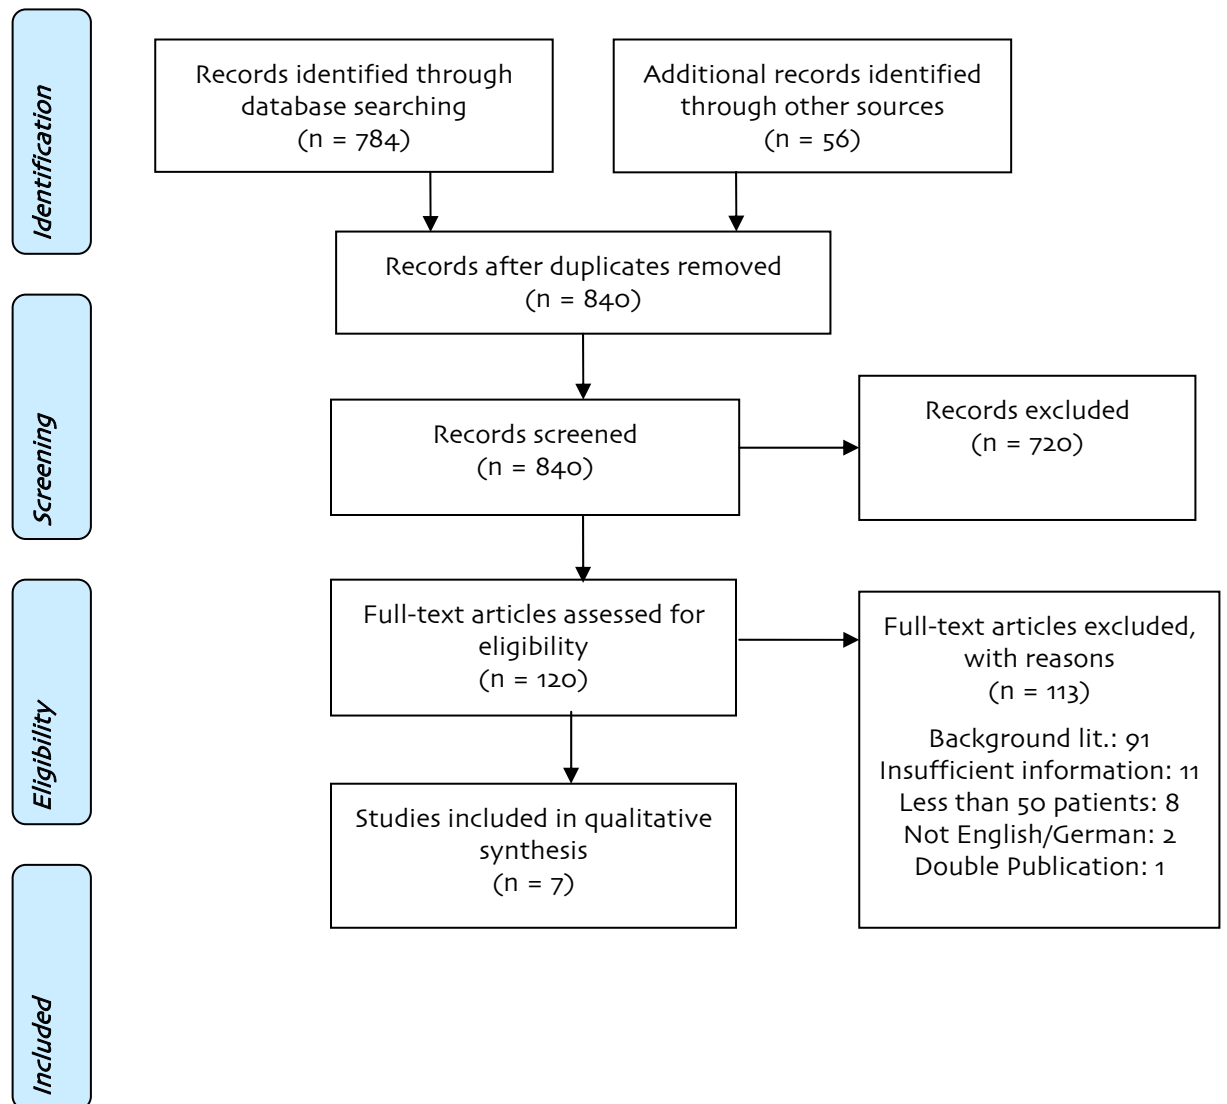 Identification
Records identified through
database searching
(n = 784)
Additional records identified
through other sources
(n = 56)
Records after duplicates removed
(n = 840)
Screening
Records screened
(n = 840)
Records excluded
(n = 720)
Eligibility
Full-text articles assessed for
eligibility
(n = 120)
Full-text articles excluded,
with reasons
(n = 113)
Background lit.: 91
Insufficient information: 11
Less than 50 patients: 8
Not English/German: 2
Double Publication: 1
Studies included in qualitative
synthesis
(n = 7)
Included